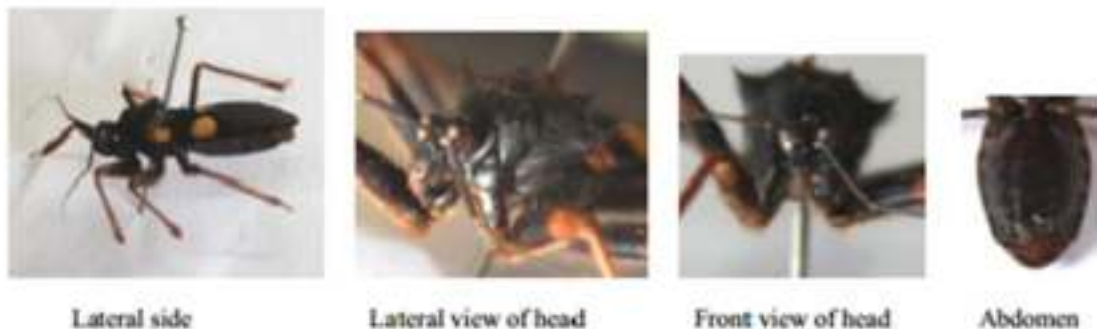 Lateral side
Lateral view of head
Front view of head
Abdomen